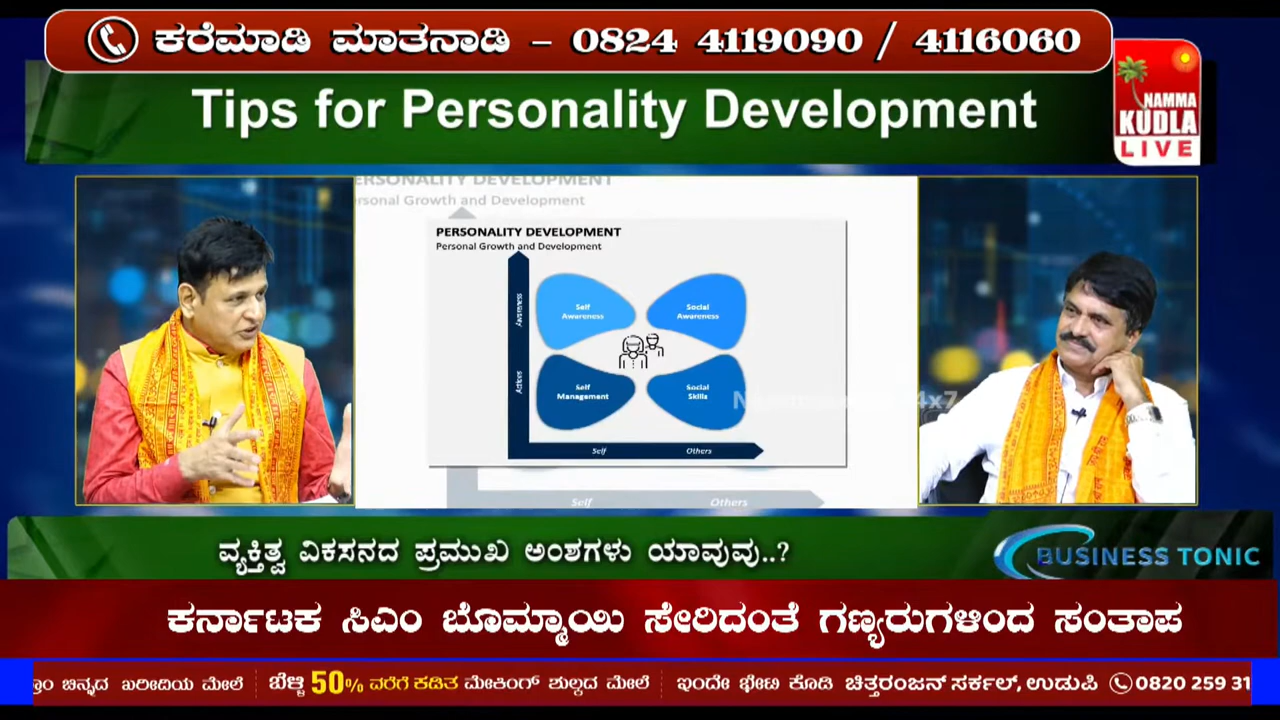 ಕರೆಮಾಡಿ ಮಾತನಾಡಿ – 0824 4119090 / 4116060
Tips for Personality Development
NAMMA
KUDLA
LIVE
PERSONALITY DEVELOPMENT
Personal Growth and Development
PERSONALITY DEVELOPMENT
Personal Growth and Development
Awareness
Self
Awareness
Social
Awareness
Actions
Self
Management
Social
Skills
Self
Others
Self
Others
ವ್ಯಕ್ತಿತ್ವ ವಿಕಸನದ ಪ್ರಮುಖ ಅಂಶಗಳು ಯಾವುವು..?
BUSINESS TONIC
ಕರ್ನಾಟಕ ಸಿಎಂ ಬೊಮ್ಮಾಯಿ ಸೇರಿದಂತೆ ಗಣ್ಯರುಗಳಿಂದ ಸಂತಾಪ
ಚಿನ್ನದ ಖರೀದಿಯ ಮೇಲೆ ಬೆಳ್ಳಿ 50% ವರೆಗೆ ಕಡಿತ ಮೇಕಿಂಗ್ ಶುಲ್ಕದ ಮೇಲೆ ಇಂದೇ ಭೇಟಿ ಕೊಡಿ ಚಿತ್ತರಂಜನ್ ಸರ್ಕಲ್, ಉಡುಪಿ 0820 259 31